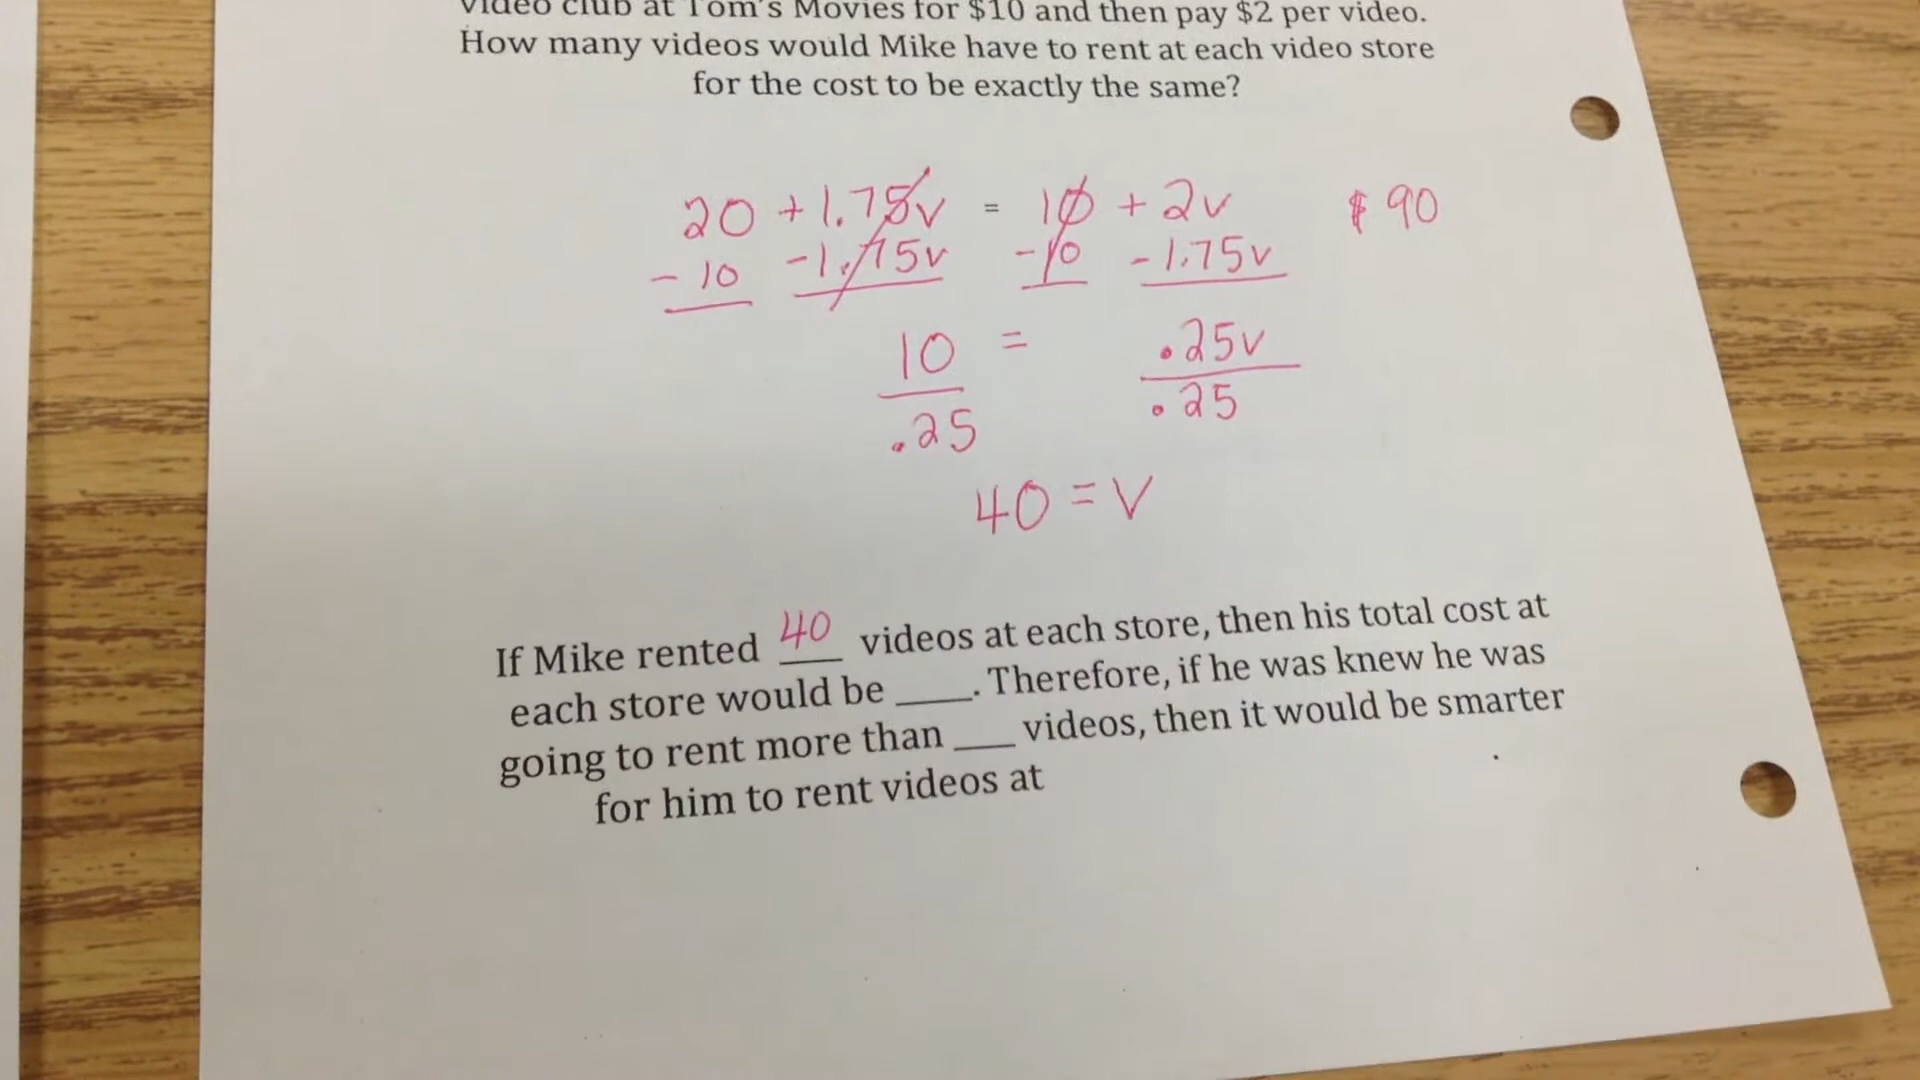 video club at Tom's Movies for $10 and then pay $2 per video.
How many videos would Mike have to rent at each video store
for the cost to be exactly the same?
20 + 1.75v = 10 + 2v $ 90
- 10 -1.75v -10 - 1.75v
10 = .25v
.25 .25
40 = v
If Mike rented 40 videos at each store, then his total cost at
each store would be ____. Therefore, if he was knew he was
going to rent more than ___ videos, then it would be smarter
for him to rent videos at .